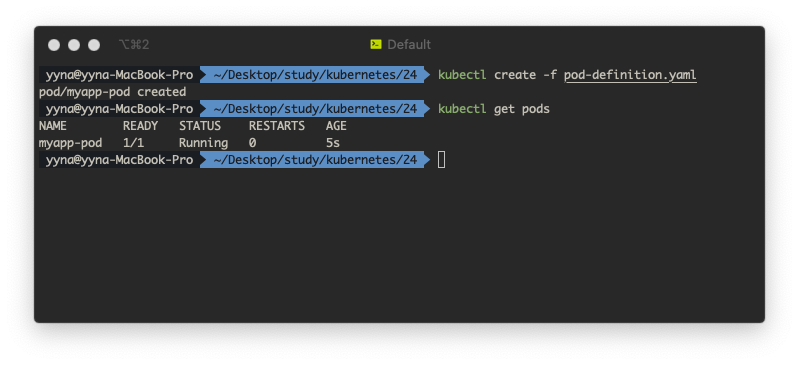 ⌥⌘2 Default
yyna@yyna-MacBook-Pro ~/Desktop/study/kubernetes/24 kubectl create -f pod-definition.yaml
pod/myapp-pod created
yyna@yyna-MacBook-Pro ~/Desktop/study/kubernetes/24 kubectl get pods
NAME READY STATUS RESTARTS AGE
myapp-pod 1/1 Running 0 5s
yyna@yyna-MacBook-Pro ~/Desktop/study/kubernetes/24